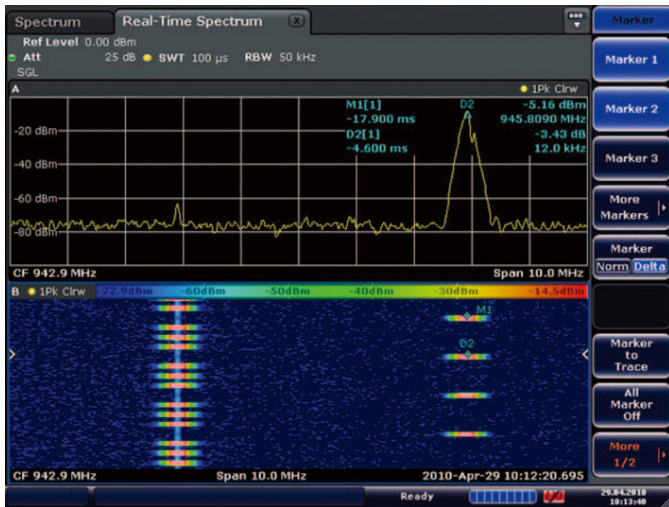 Spectrum Real-Time Spectrum X
Ref Level 0.00 dBm
Att 25 dB SWT 100 µs RBW 50 kHz
SGL
A 1Pk Clrw
M1[1] -5.16 dBm
-17.900 ms 945.8090 MHz
D2[1] -3.43 dB
-4.600 ms 12.0 kHz
D2
-20 dBm
-40 dBm
-60 dBm
-80 dBm
CF 942.9 MHz Span 10.0 MHz
B 1Pk Clrw -72.9dBm -60dBm -50dBm -40dBm -30dBm -14.5dBm
M1
D2
CF 942.9 MHz Span 10.0 MHz 2010-Apr-29 10:12:20.695
Ready 29.04.2010
10:13:40
Marker
Marker 1
Marker 2
Marker 3
More
Markers
Marker
Norm Delta
Marker
to
Trace
All
Marker
Off
More
1/2